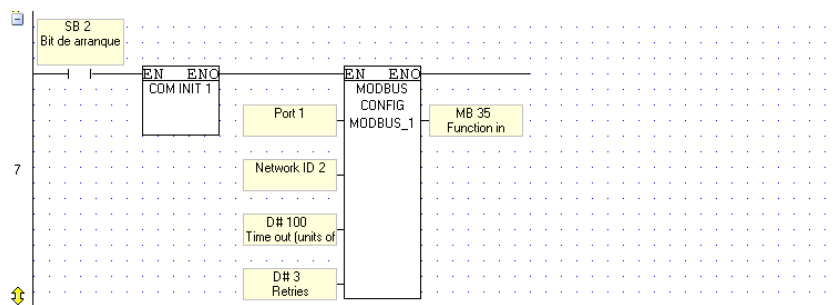 SB 2
Bit de arranque
EN ENO
COM INIT 1
EN ENO
MODBUS
CONFIG
MODBUS_1
Port 1
MB 35
Function in
7
Network ID 2
D# 100
Time out (units of
D# 3
Retries